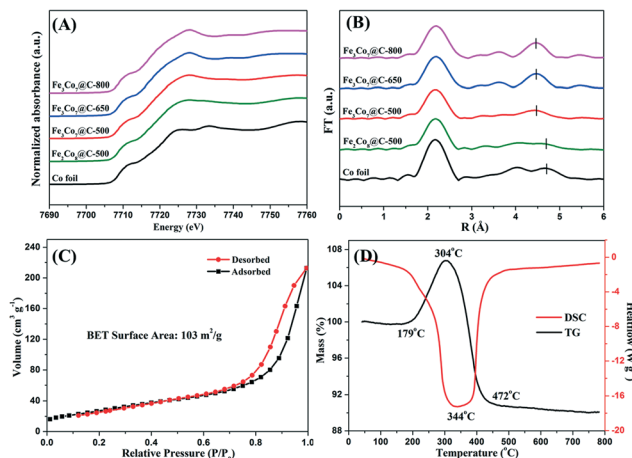 (A)
Normalized absorbance (a.u.)
Fe₃Co₇@C-800
Fe₃Co₇@C-650
Fe₃Co₇@C-500
Fe₂Co₈@C-500
Co foil
7690 7700 7710 7720 7730 7740 7750 7760
Energy (eV)
(B)
FT (a.u.)
Fe₃Co₇@C-800
Fe₃Co₇@C-650
Fe₃Co₇@C-500
Fe₂Co₈@C-500
Co foil
0 1 2 3 4 5 6
R (Å)
(C)
Volume (cm³ g⁻¹)
240
200
160
120
80
40
0
Desorbed
Adsorbed
BET Surface Area: 103 m²/g
0.0 0.2 0.4 0.6 0.8 1.0
Relative Pressure (P/Pₒ)
(D)
Mass (%)
108
104
100
96
92
88
304°C
179°C
344°C
472°C
DSC
TG
0
-4
-8
-12
-16
-20
0 100 200 300 400 500 600 700 800
Temperature (°C)